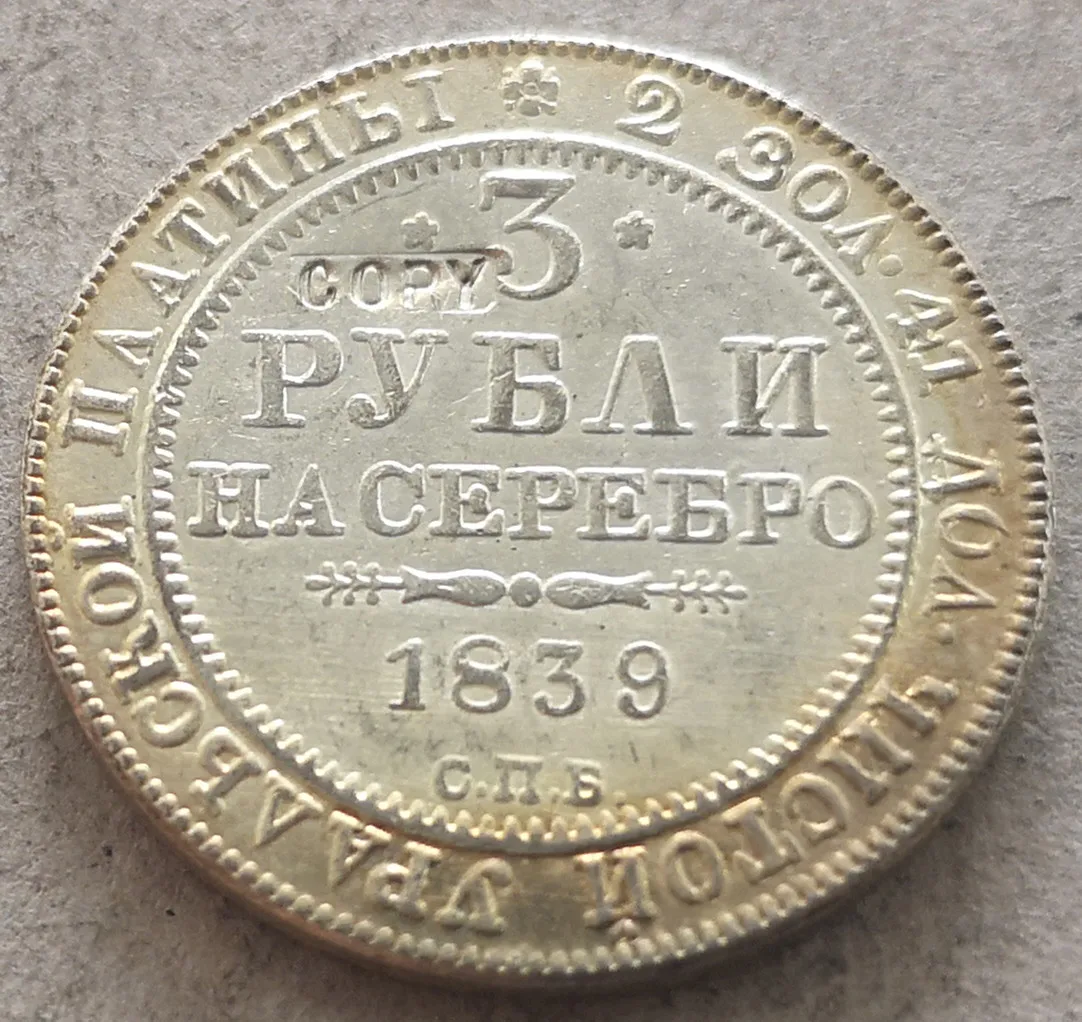 * 2 ЗОЛ· 41 ДОЛ· ЧИСТОЙ УРАЛЬСКОЙ ПЛАТИНЫ
* 3 *
COPY
РУБЛИ
НА СЕРЕБРО
1839
С.П.Б.